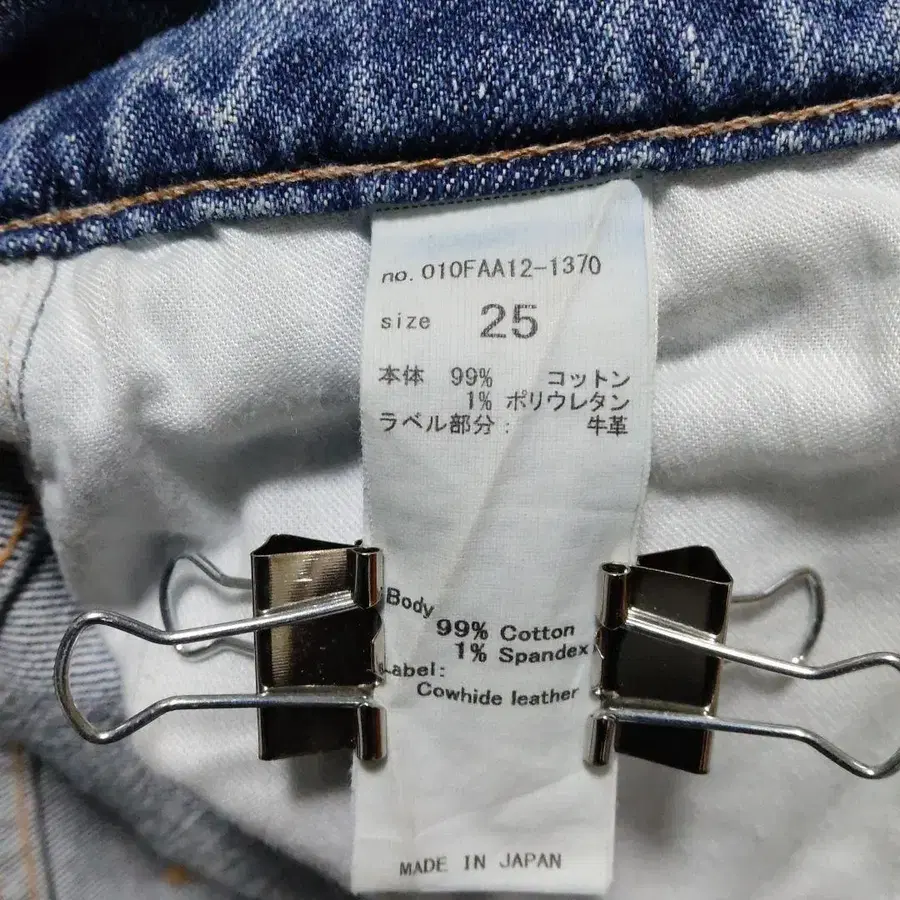 no. 010FAA12-1370
size 25
本体 99% コットン
1% ポリウレタン
ラベル部分: 牛革
Body
99% Cotton
1% Spandex
Label:
Cowhide leather
MADE IN JAPAN